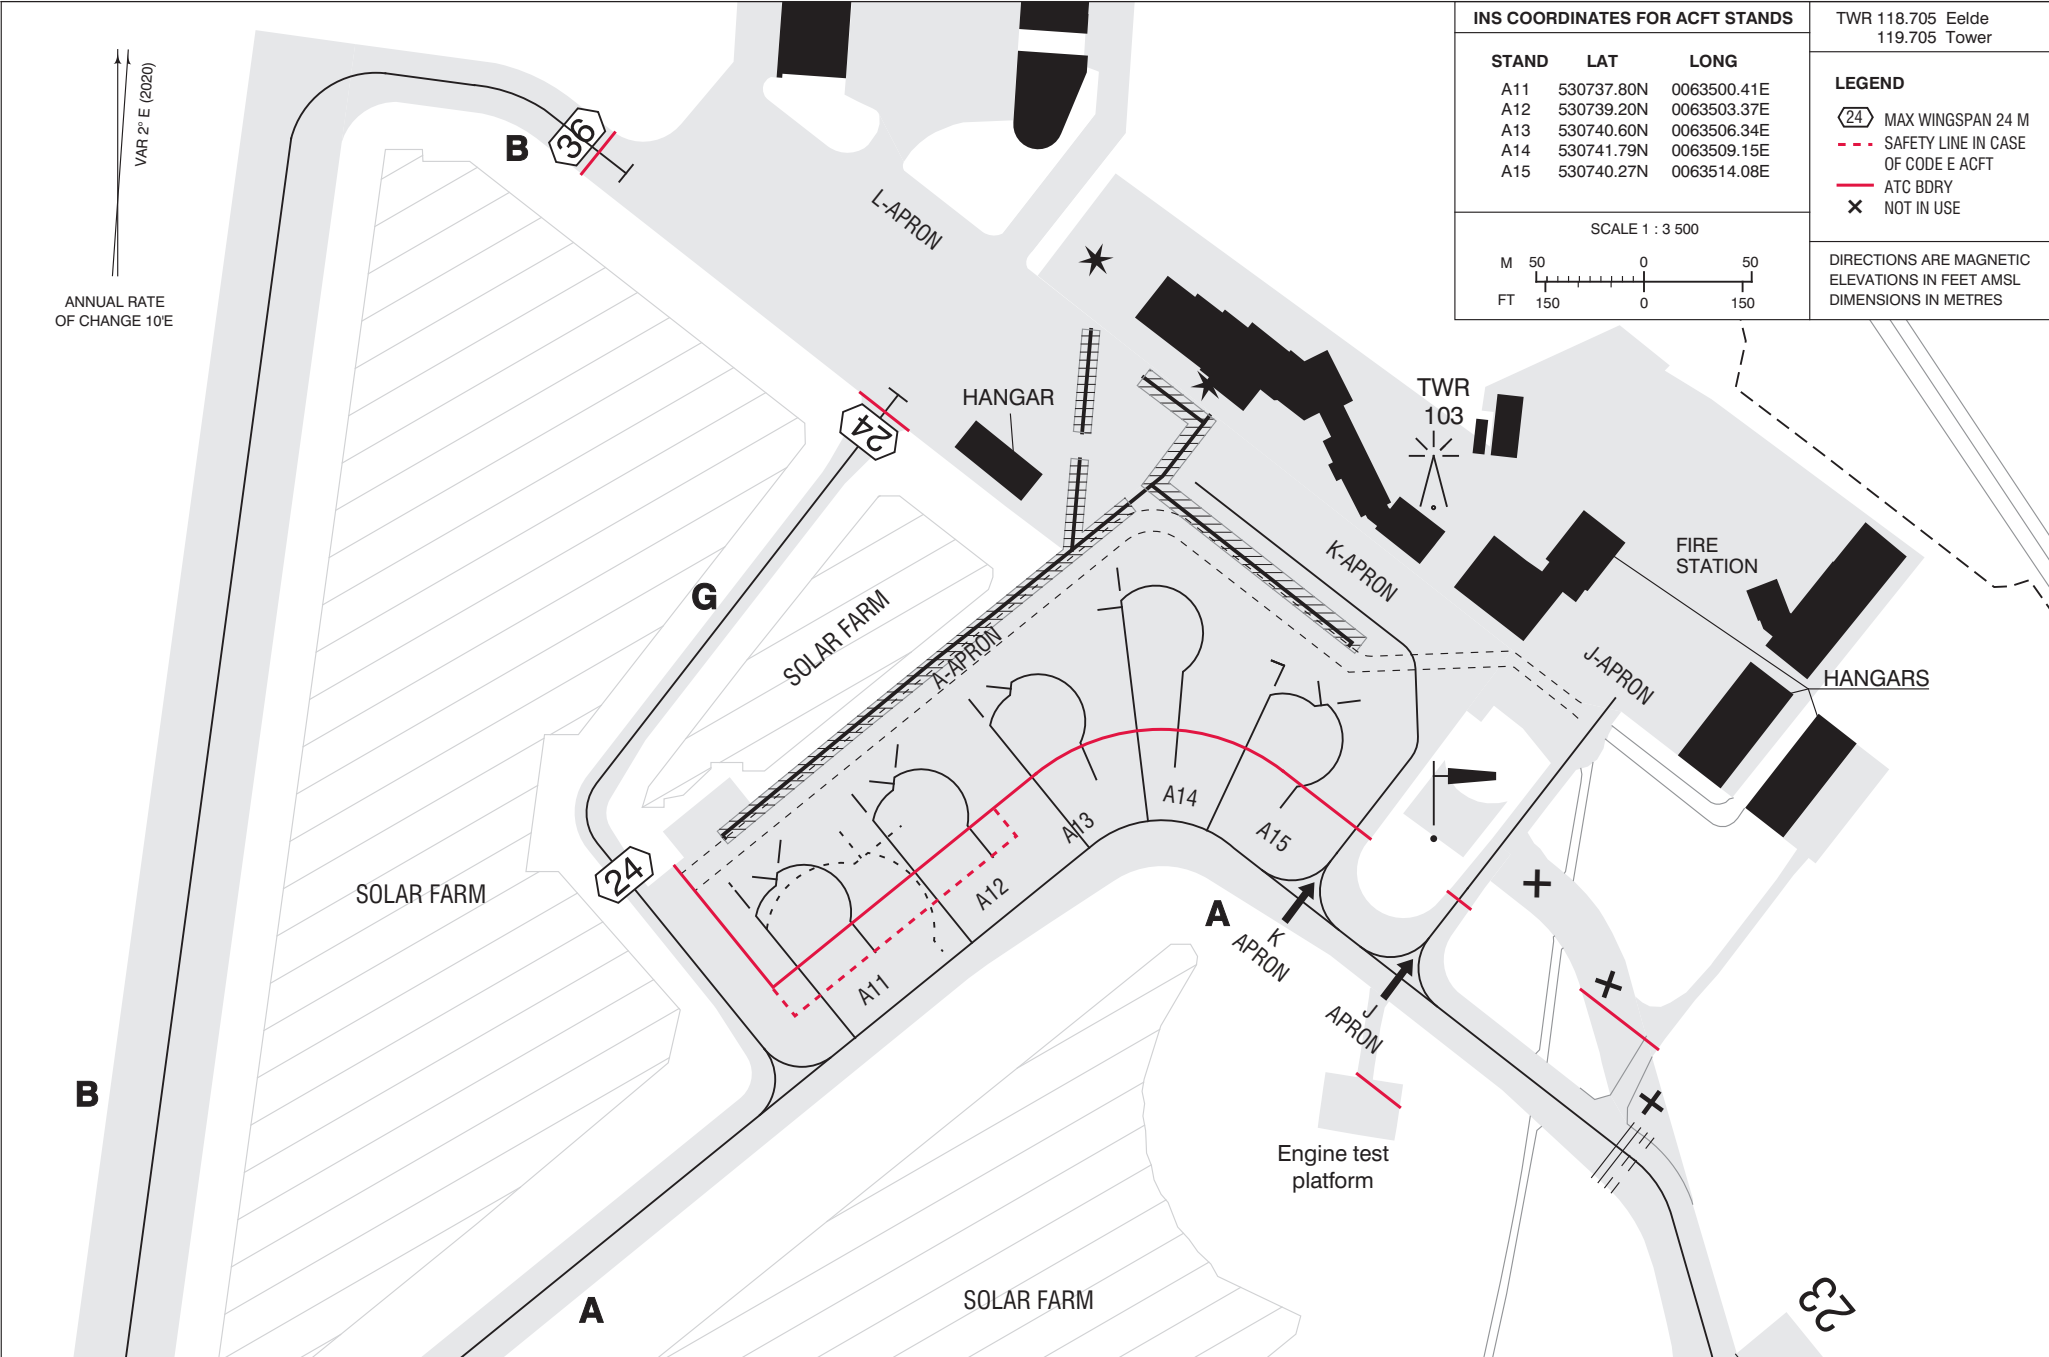 INS COORDINATES FOR ACFT STANDS
STAND LAT LONG
A11 530737.80N 0063500.41E
A12 530739.20N 0063503.37E
A13 530740.60N 0063506.34E
A14 530741.79N 0063509.15E
A15 530740.27N 0063514.08E
SCALE 1 : 3 500
M 50 0 50
FT 150 0 150
TWR 118.705 Eelde
119.705 Tower
LEGEND
24 MAX WINGSPAN 24 M
SAFETY LINE IN CASE
OF CODE E ACFT
ATC BDRY
NOT IN USE
DIRECTIONS ARE MAGNETIC
ELEVATIONS IN FEET AMSL
DIMENSIONS IN METRES
VAR 2° E (2020)
ANNUAL RATE
OF CHANGE 10'E
B
36
L-APRON
HANGAR
24
TWR
103
K-APRON
FIRE
STATION
G
SOLAR FARM
A-APRON
J-APRON
HANGARS
24
SOLAR FARM
A14
A13
A15
A12
A11
A
K
APRON
J
APRON
B
Engine test
platform
A
SOLAR FARM
23